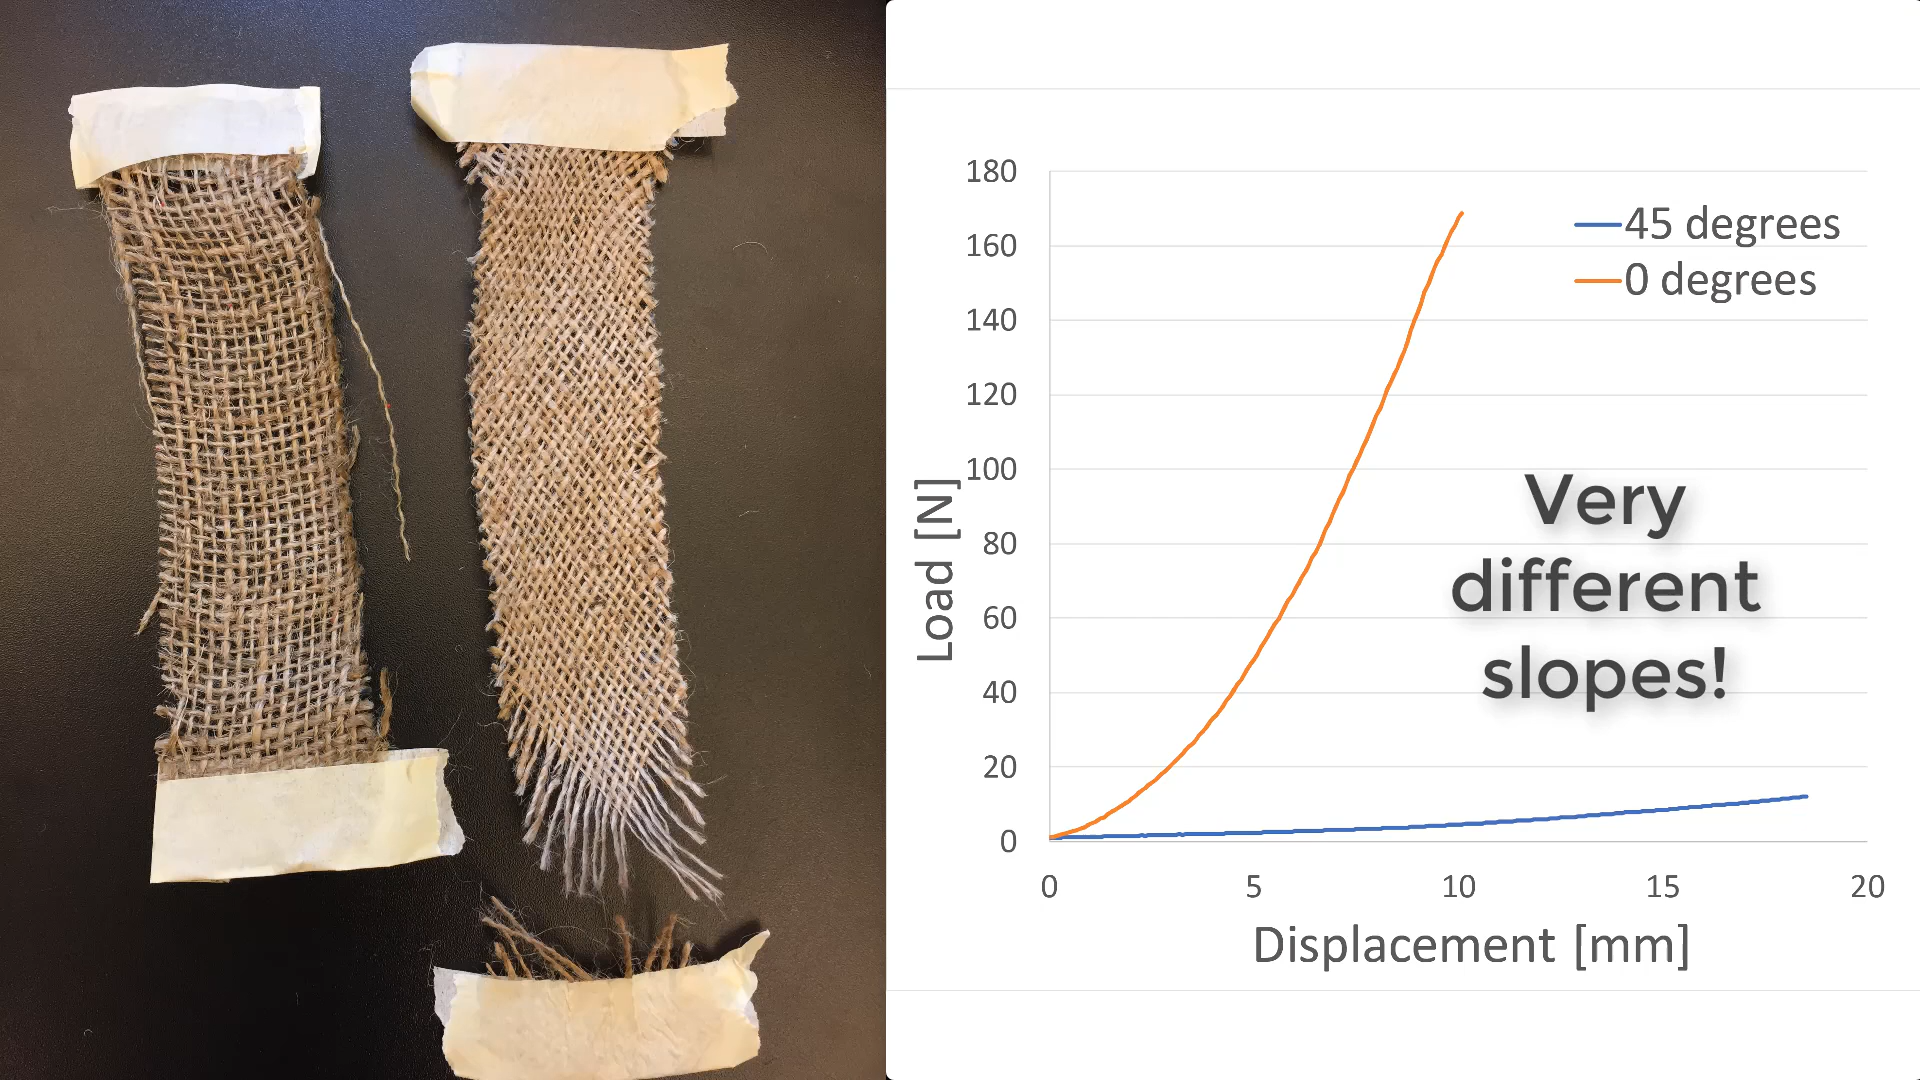 180
160
140
120
100
80
60
40
20
0
Load [N]
45 degrees
0 degrees
Very
different
slopes!
0 5 10 15 20
Displacement [mm]